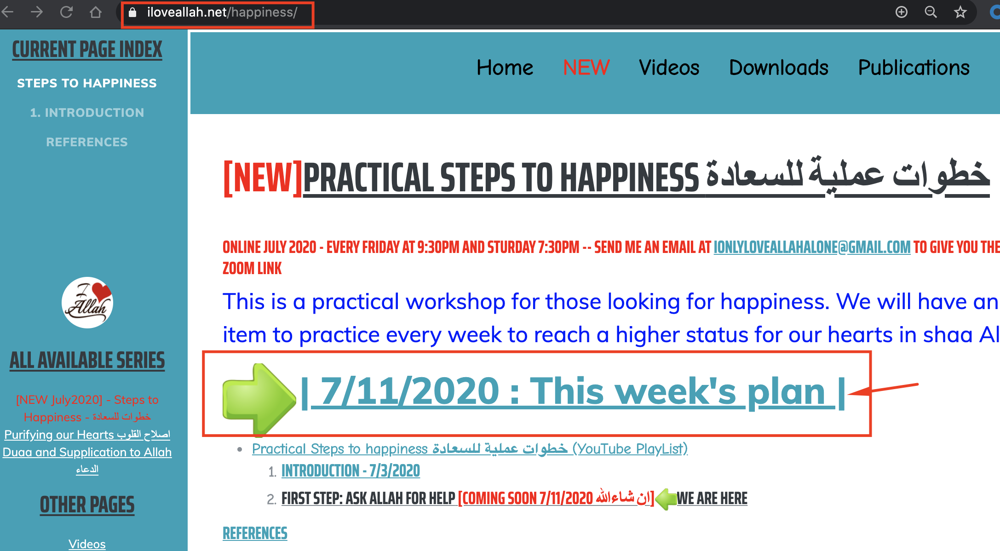 iloveallah.net/happiness/
CURRENT PAGE INDEX
STEPS TO HAPPINESS
1. INTRODUCTION
REFERENCES
I
Allah
ALL AVAILABLE SERIES
[NEW July2020] - Steps to
Happiness - خطوات للسعادة
Purifying our Hearts اصلاح القلوب
Duaa and Supplication to Allah
الدعاء
OTHER PAGES
Videos
Home NEW Videos Downloads Publications
[NEW]PRACTICAL STEPS TO HAPPINESS خطوات عملية للسعادة
ONLINE JULY 2020 - EVERY FRIDAY AT 9:30PM AND STURDAY 7:30PM -- SEND ME AN EMAIL AT IONLYLOVEALLAHALONE@GMAIL.COM TO GIVE YOU THE
ZOOM LINK
This is a practical workshop for those looking for happiness. We will have an
item to practice every week to reach a higher status for our hearts in shaa Al
| 7/11/2020 : This week's plan |
• Practical Steps to happiness خطوات عملية للسعادة (YouTube PlayList)
1. INTRODUCTION - 7/3/2020
2. FIRST STEP: ASK ALLAH FOR HELP [COMING SOON 7/11/2020 ان شاءالله] WE ARE HERE
REFERENCES